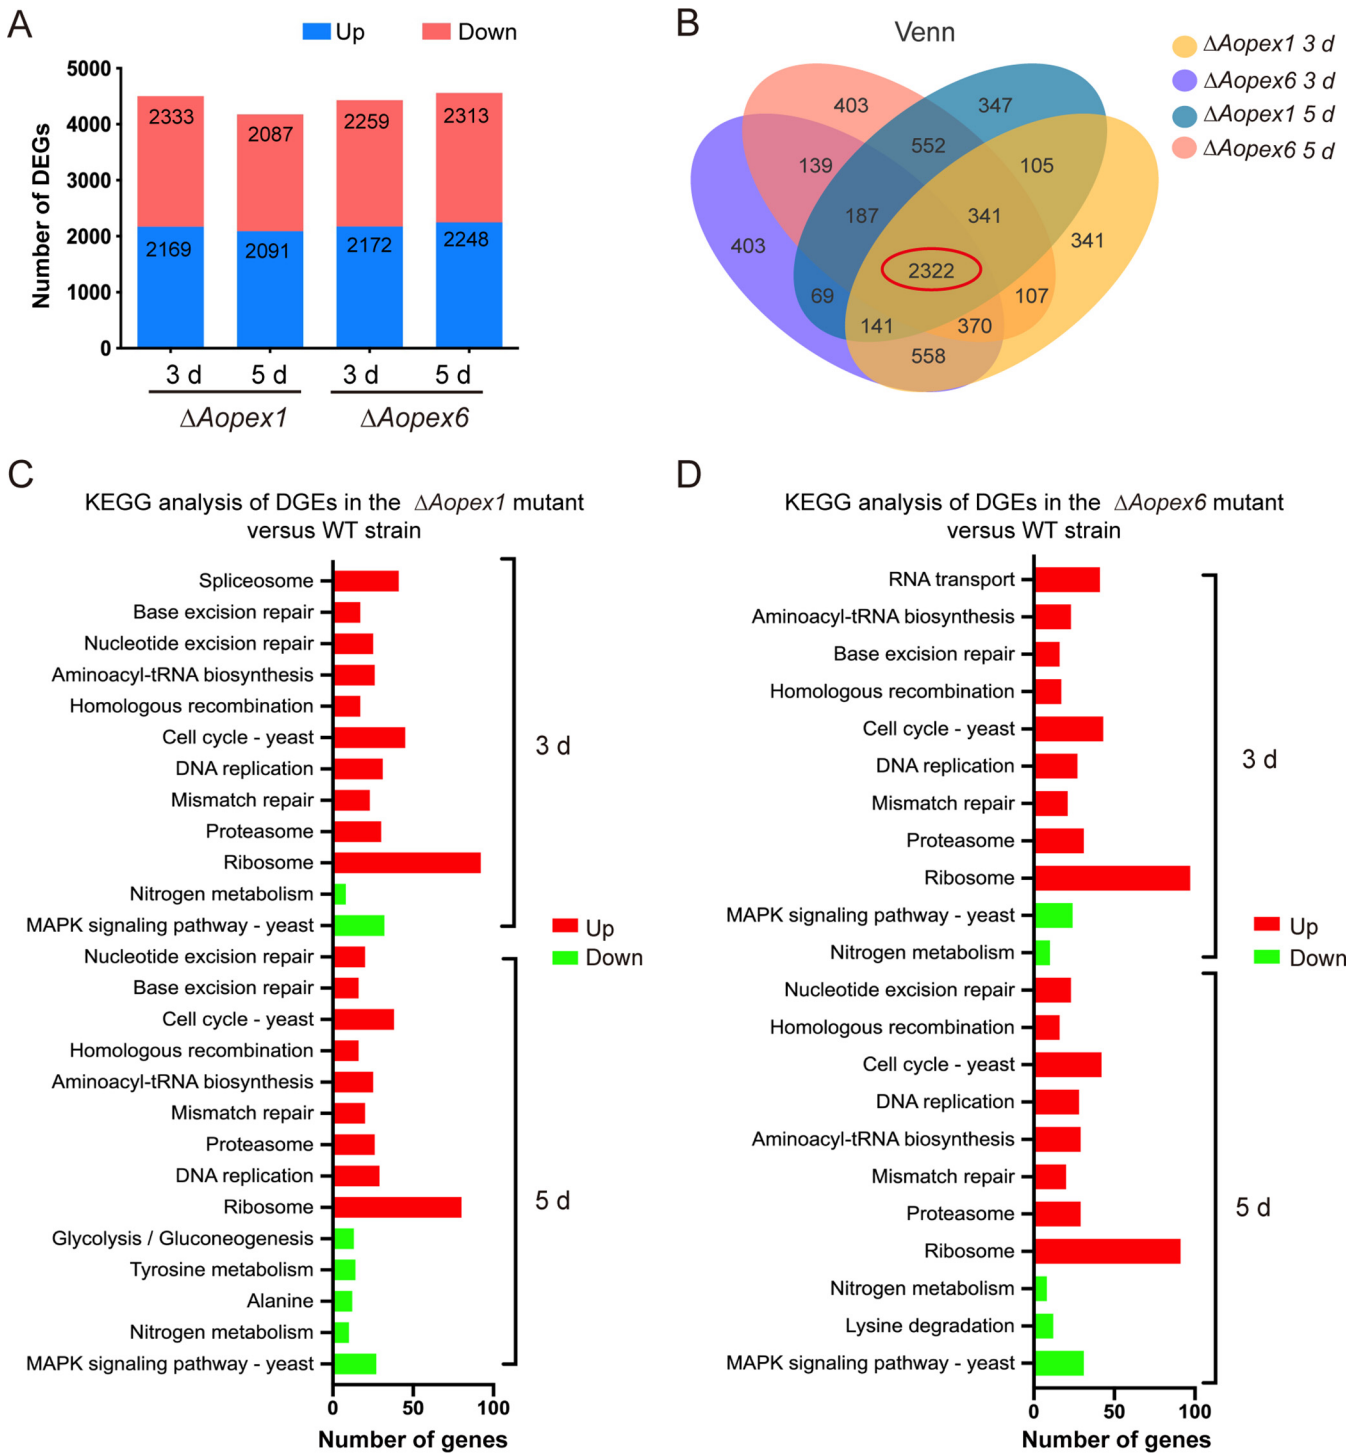 A
Up
Down
5000
4000
3000
2000
1000
0
Number of DEGs
2333
2087
2259
2313
2169
2091
2172
2248
3 d
5 d
3 d
5 d
ΔAopex1
ΔAopex6
B
Venn
ΔAopex1 3 d
ΔAopex6 3 d
ΔAopex1 5 d
ΔAopex6 5 d
403
347
552
139
105
187
341
403
341
2322
69
107
141
370
558
C
KEGG analysis of DGEs in the ΔAopex1 mutant
versus WT strain
Spliceosome
Base excision repair
Nucleotide excision repair
Aminoacyl-tRNA biosynthesis
Homologous recombination
Cell cycle - yeast
DNA replication
Mismatch repair
Proteasome
Ribosome
Nitrogen metabolism
MAPK signaling pathway - yeast
3 d
Nucleotide excision repair
Base excision repair
Cell cycle - yeast
Homologous recombination
Aminoacyl-tRNA biosynthesis
Mismatch repair
Proteasome
DNA replication
Ribosome
Glycolysis / Gluconeogenesis
Tyrosine metabolism
Alanine
Nitrogen metabolism
MAPK signaling pathway - yeast
5 d
Up
Down
0
50
100
Number of genes
D
KEGG analysis of DGEs in the ΔAopex6 mutant
versus WT strain
RNA transport
Aminoacyl-tRNA biosynthesis
Base excision repair
Homologous recombination
Cell cycle - yeast
DNA replication
Mismatch repair
Proteasome
Ribosome
MAPK signaling pathway - yeast
Nitrogen metabolism
3 d
Nucleotide excision repair
Homologous recombination
Cell cycle - yeast
DNA replication
Aminoacyl-tRNA biosynthesis
Mismatch repair
Proteasome
Ribosome
Nitrogen metabolism
Lysine degradation
MAPK signaling pathway - yeast
5 d
Up
Down
0
50
100
Number of genes